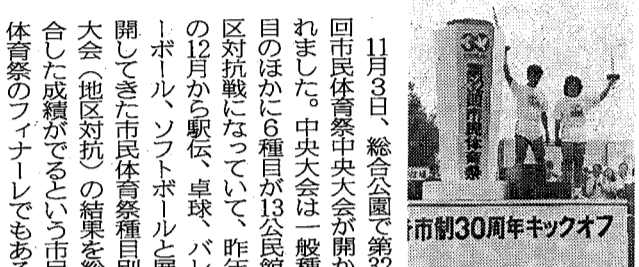 11月3日、総合公園で第32
回市民体育祭中央大会が開か
れました。中央大会は一般種
目のほかに6種目が13公民館
区対抗戦になっていて、昨年
の12月から駅伝、卓球、バレ
ーボール、ソフトボールと展
開してきた市民体育祭種目別
大会（地区対抗）の結果を総
合した成績がでるという市民
体育祭のフィナーレでもある
30
第32回市民体育祭
市制30周年キックオフ